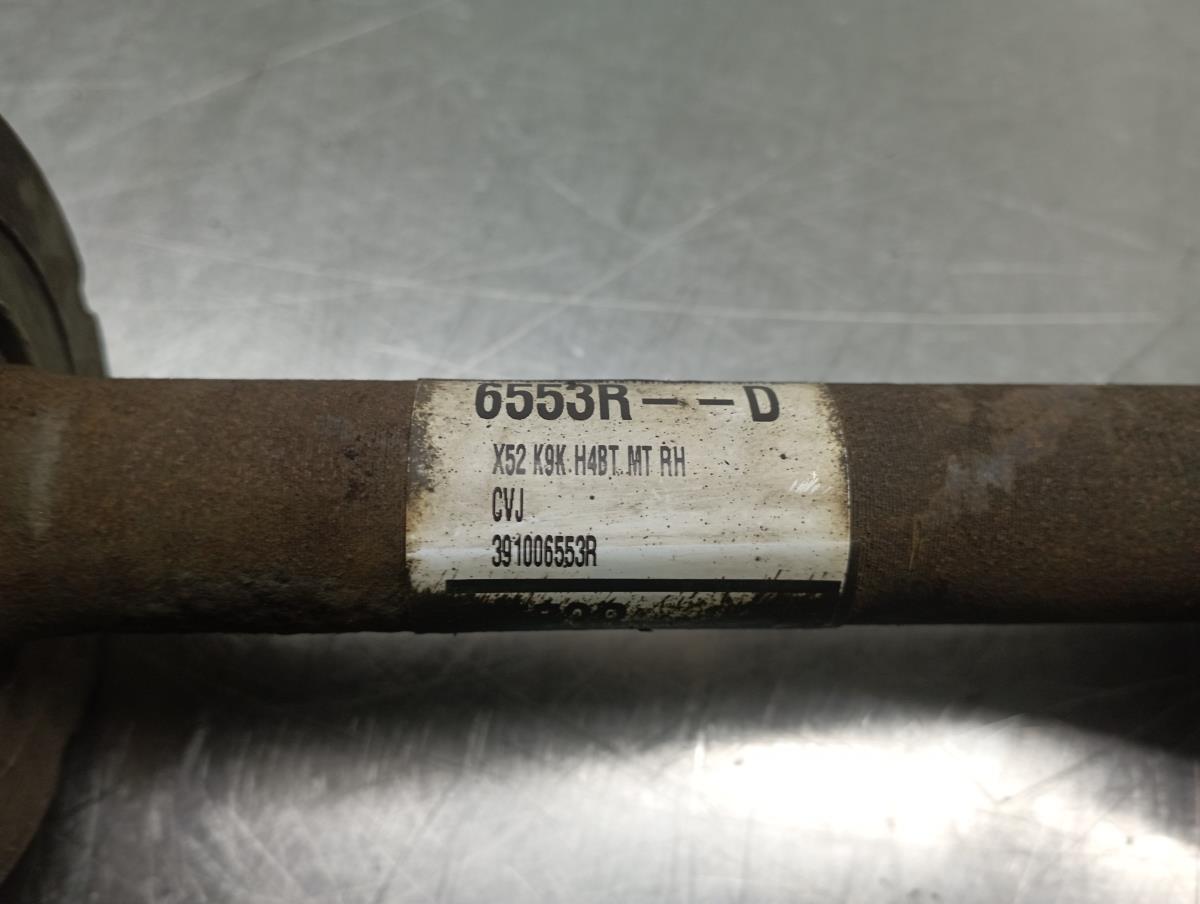 6553R--D
X52 K9K H4BT MT RH
CVJ
391006553R